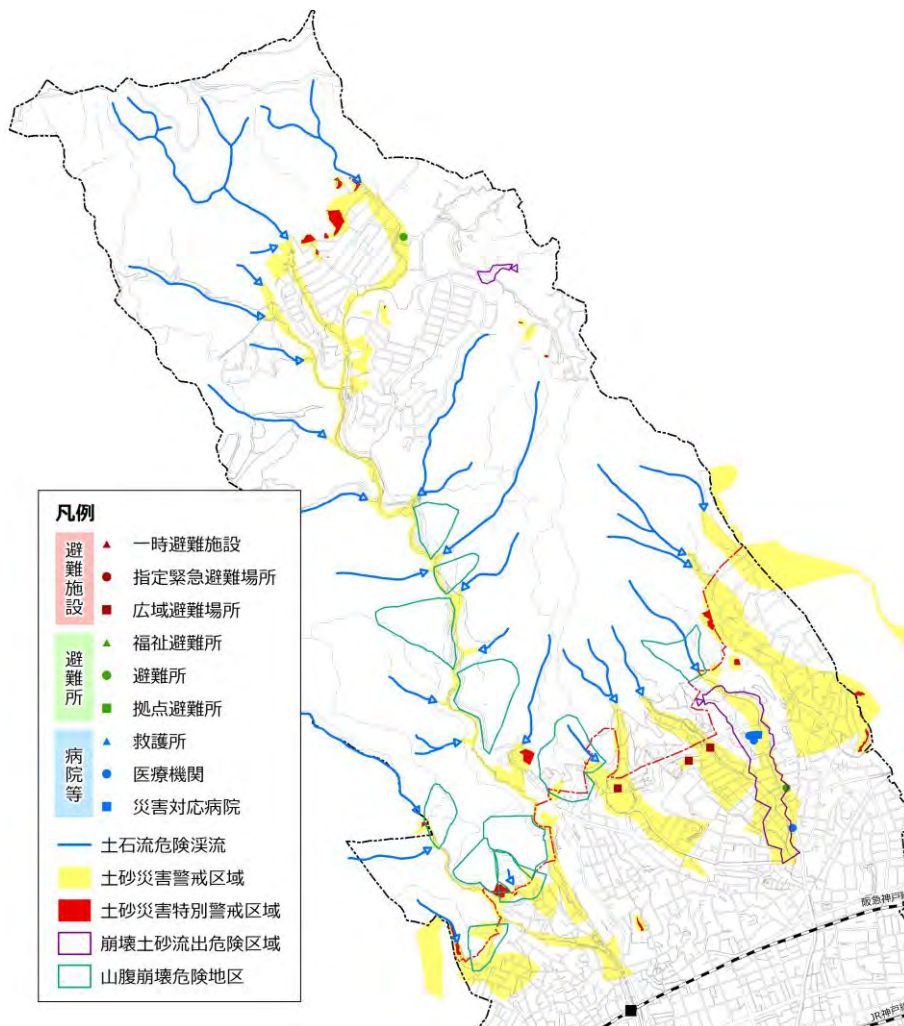 凡例
避難施設
一時避難施設
指定緊急避難場所
広域避難場所
避難所
福祉避難所
避難所
拠点避難所
病院等
救護所
医療機関
災害対応病院
土石流危険渓流
土砂災害警戒区域
土砂災害特別警戒区域
崩壊土砂流出危険区域
山腹崩壊危険地区
阪急神戸
JR神戸